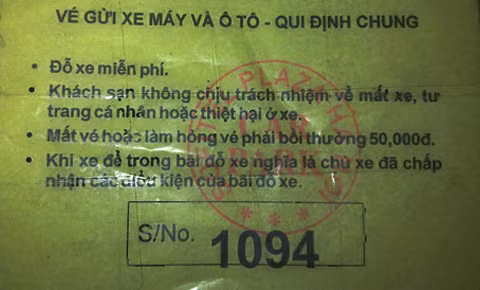 VÉ GỬI XE MÁY VÀ Ô TÔ - QUI ĐỊNH CHUNG
• Đỗ xe miễn phí.
• Khách sạn không chịu trách nhiệm về mất xe, tư
trang cá nhân hoặc thiệt hại ở xe.
• Mất vé hoặc làm hỏng vé phải bồi thường 50,000đ.
• Khi xe để trong bãi đỗ xe nghĩa là chủ xe đã chấp
nhận các điều kiện của bãi đỗ xe.
S/No. 1094